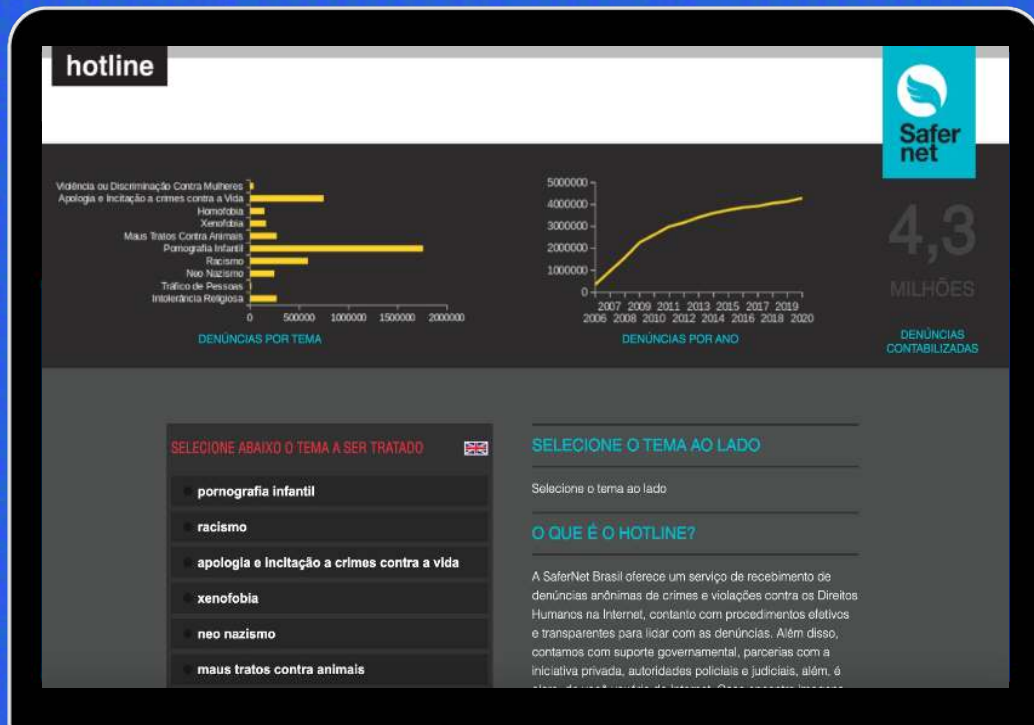 hotline
Safer
net
Violência ou Discriminação Contra Mulheres
Apologia e Incitação a crimes contra a Vida
Homofobia
Xenofobia
Maus Tratos Contra Animais
Pornografia Infantil
Racismo
Neo Nazismo
Tráfico de Pessoas
Intolerância Religiosa
0 500000 1000000 1500000 2000000
DENÚNCIAS POR TEMA
5000000
4000000
3000000
2000000
1000000
0
2007 2009 2011 2013 2015 2017 2019
2006 2008 2010 2012 2014 2016 2018 2020
DENÚNCIAS POR ANO
4,3
MILHÕES
DENÚNCIAS
CONTABILIZADAS
SELECIONE ABAIXO O TEMA A SER TRATADO
pornografia infantil
racismo
apologia e incitação a crimes contra a vida
xenofobia
neo nazismo
maus tratos contra animais
SELECIONE O TEMA AO LADO
Selecione o tema ao lado
O QUE É O HOTLINE?
A SaferNet Brasil oferece um serviço de recebimento de
denúncias anônimas de crimes e violações contra os Direitos
Humanos na Internet, contanto com procedimentos efetivos
e transparentes para lidar com as denúncias. Além disso,
contamos com suporte governamental, parcerias com a
iniciativa privada, autoridades policiais e judiciais, além, é